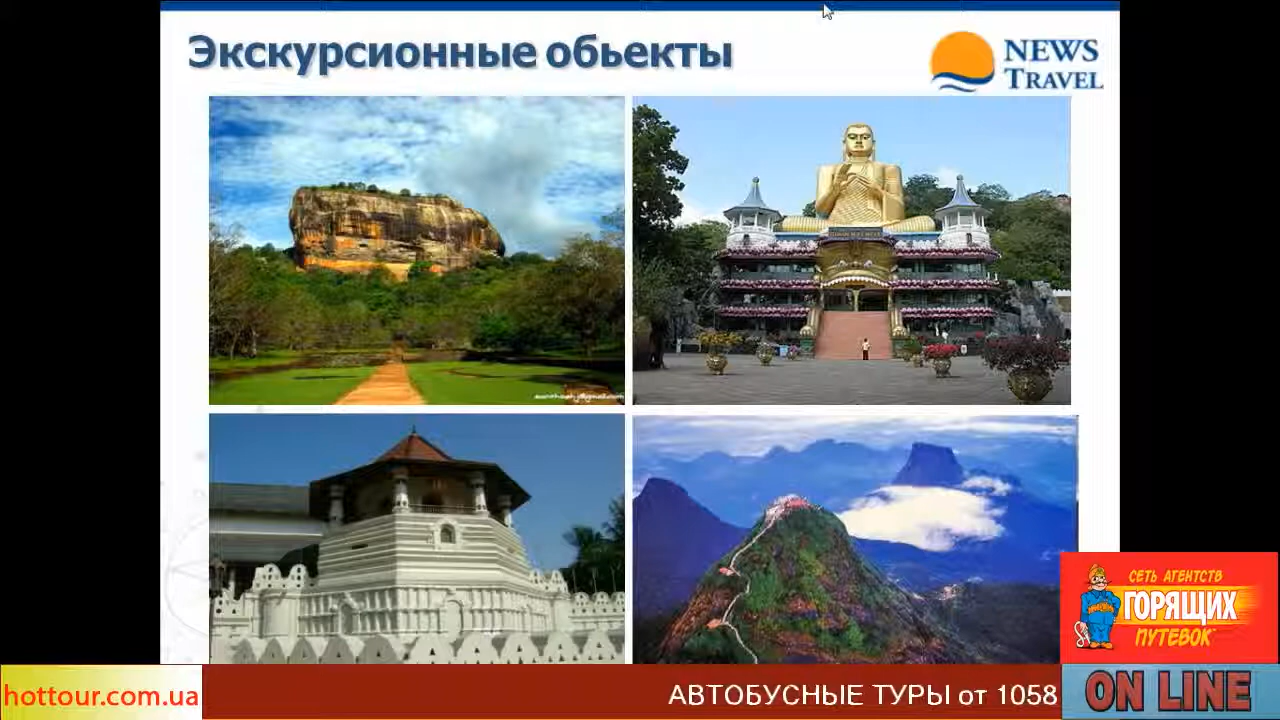 Экскурсионные обьекты
NEWS
TRAVEL
СЕТЬ АГЕНТСТВ
ГОРЯЩИХ
ПУТЕВОК
hottour.com.ua
АВТОБУСНЫЕ ТУРЫ от 1058
ON LINE